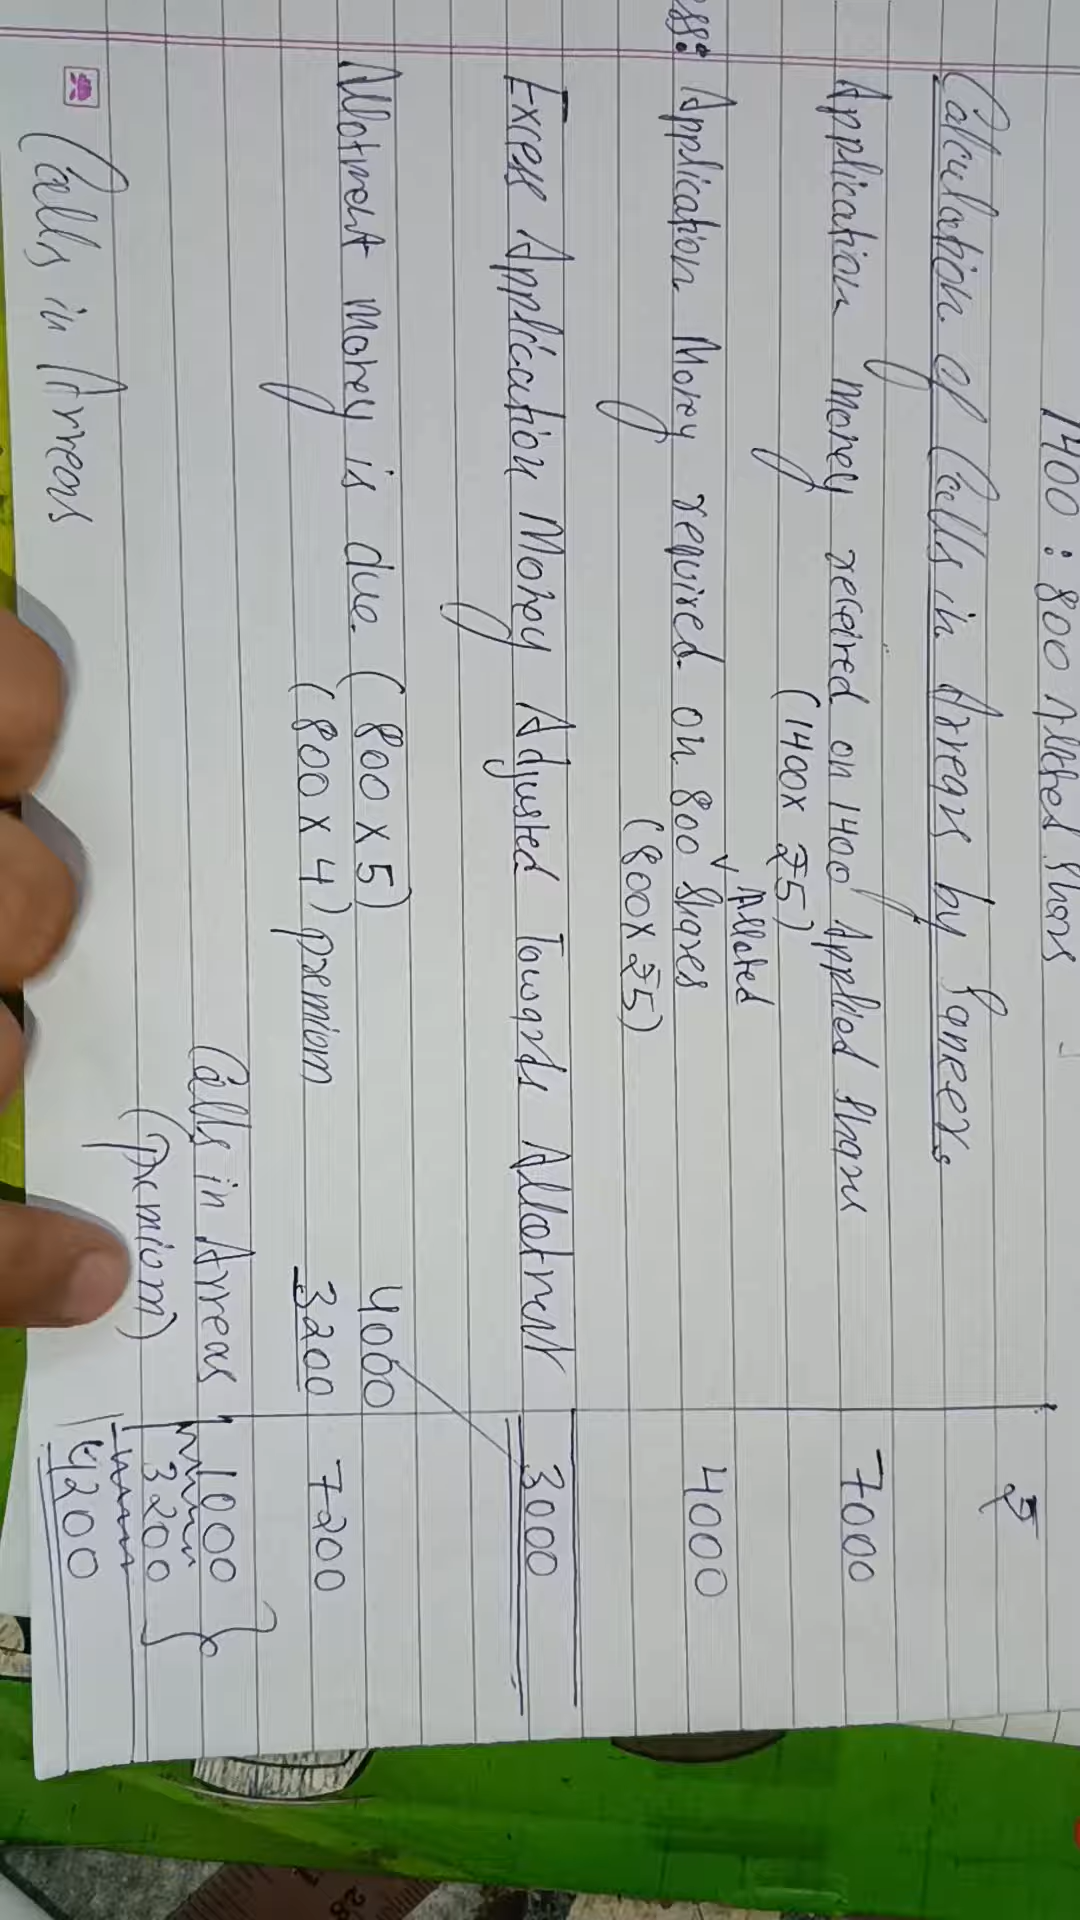 1400 : 800 Allotted Shares
Calculation of Calls in Arrears by Sameer.
₹
Application Money received on 1400 Applied Shares 7000
(1400 x ₹5)
Less: Application Money required on 800 Allotted Shares 4000
(800 x ₹5)
Excess Application Money Adjusted Towards Allotment 3000
Allotment Money is due (800 x 5) 4000
(800 x 4) premium 3200 7200
Calls in Arrears 1000
(Premium) 3200
Calls in Arrears 4200
28